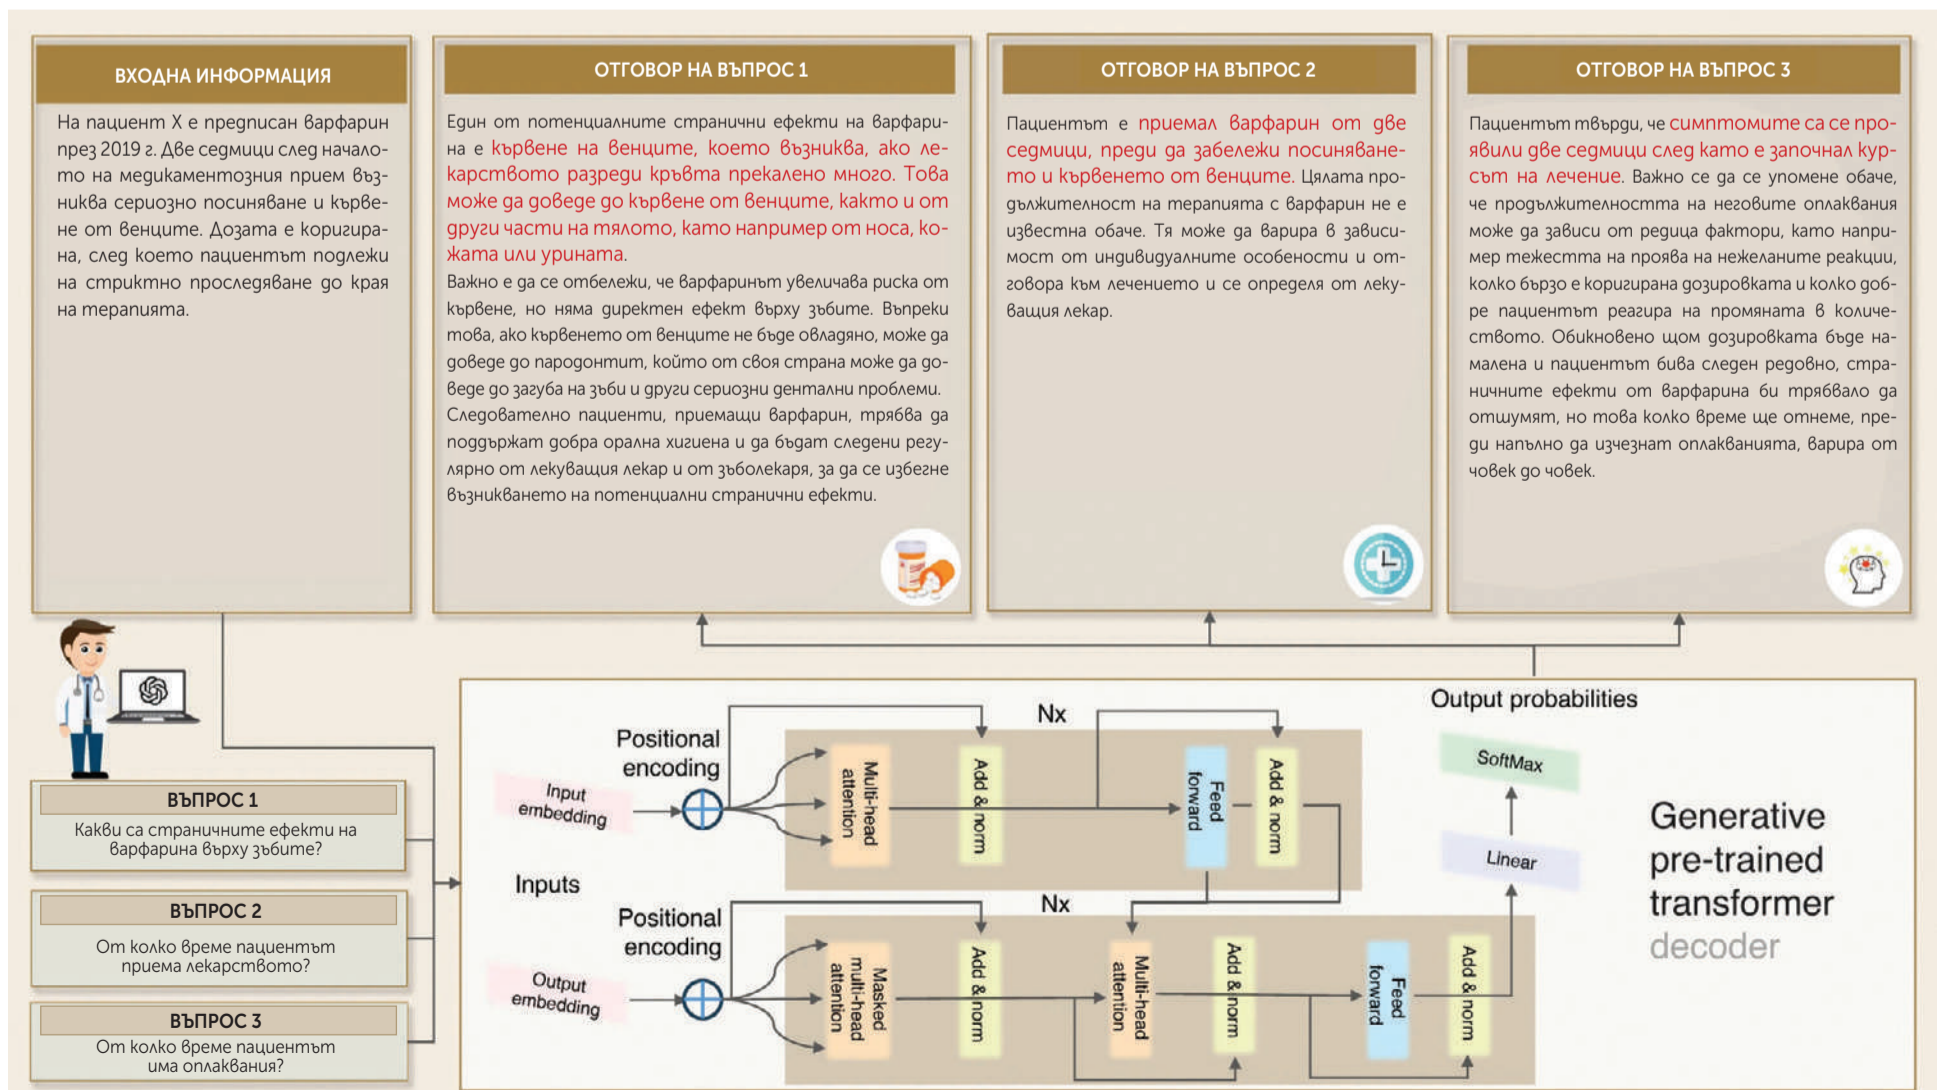 ВХОДНА ИНФОРМАЦИЯ
На пациент X е предписан варфарин
през 2019 г. Две седмици след начало-
то на медикаментозния прием въз-
никва сериозно посиняване и кърве-
не от венците. Дозата е коригира-
на, след което пациентът подлежи
на стриктно проследяване до края
на терапията.
ОТГОВОР НА ВЪПРОС 1
Един от потенциалните странични ефекти на варфари-
на е кървене на венците, което възниква, ако ле-
карството разреди кръвта прекалено много. Това
може да доведе до кървене от венците, както и от
други части на тялото, като например от носа, ко-
жата или урината.
Важно е да се отбележи, че варфаринът увеличава риска от
кървене, но няма директен ефект върху зъбите. Въпреки
това, ако кървенето от венците не бъде овладяно, може да
доведе до пародонтит, който от своя страна може да до-
веде до загуба на зъби и други сериозни дентални проблеми.
Следователно пациенти, приемащи варфарин, трябва да
поддържат добра орална хигиена и да бъдат следени регу-
лярно от лекуващия лекар и от зъболекаря, за да се избегне
възникването на потенциални странични ефекти.
ОТГОВОР НА ВЪПРОС 2
Пациентът е приемал варфарин от две
седмици, преди да забележи посиняване-
то и кървенето от венците. Цялата про-
дължителност на терапията с варфарин не е
известна обаче. Тя може да варира в зависи-
мост от индивидуалните особености и от-
говора към лечението и се определя от леку-
ващия лекар.
ОТГОВОР НА ВЪПРОС 3
Пациентът твърди, че симптомите са се про-
явили две седмици след като е започнал кур-
сът на лечение. Важно се да се упомене обаче,
че продължителността на неговите оплаквания
може да зависи от редица фактори, като напри-
мер тежестта на проява на нежеланите реакции,
колко бързо е коригирана дозировката и колко доб-
ре пациентът реагира на промяната в количе-
ството. Обикновено щом дозировката бъде на-
малена и пациентът бива следен редовно, стра-
ничните ефекти от варфарина би трябвало да
отшумят, но това колко време ще отнеме, пре-
ди напълно да изчезнат оплакванията, варира от
човек до човек.
ВЪПРОС 1
Какви са страничните ефекти на
варфарина върху зъбите?
ВЪПРОС 2
От колко време пациентът
приема лекарството?
ВЪПРОС 3
От колко време пациентът
има оплаквания?
Inputs
Input
embedding
Positional
encoding
Nx
Multi-head
attention
Add & norm
Feed
forward
Add & norm
Output
embedding
Positional
encoding
Nx
Masked
multi-head
attention
Add & norm
Multi-head
attention
Add & norm
Feed
forward
Add & norm
Output probabilities
SoftMax
Linear
Generative
pre-trained
transformer
decoder